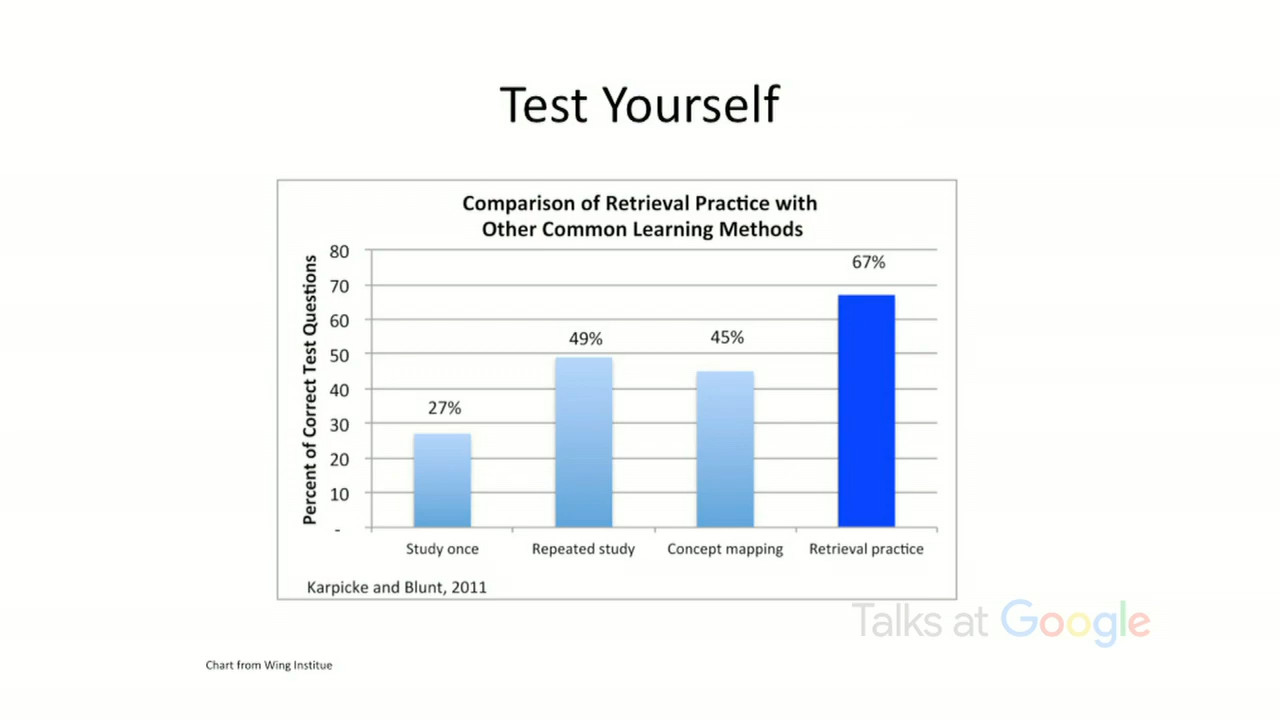 Test Yourself
Comparison of Retrieval Practice with
Other Common Learning Methods
Percent of Correct Test Questions
80
70
60
50
40
30
20
10
-
27%
49%
45%
67%
Study once
Repeated study
Concept mapping
Retrieval practice
Karpicke and Blunt, 2011
Talks at Google
Chart from Wing Institue